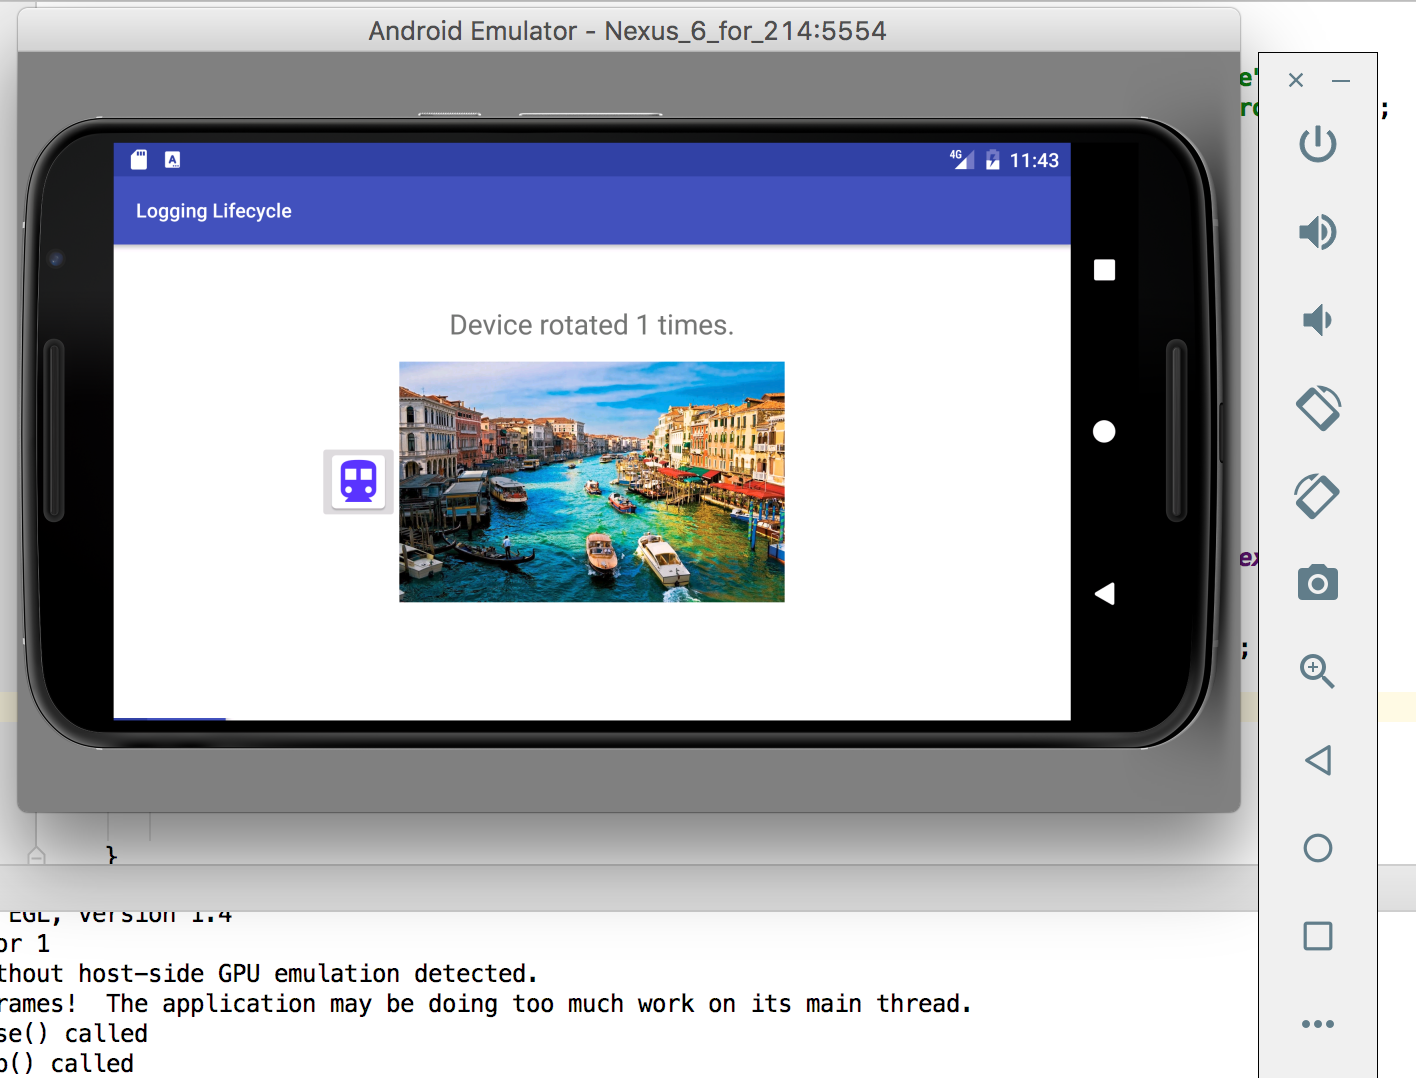 Android Emulator - Nexus_6_for_214:5554
4G 11:43
Logging Lifecycle
Device rotated 1 times.
;
;
}
EGL, version 1.4
or 1
thout host-side GPU emulation detected.
rames!  The application may be doing too much work on its main thread.
se() called
p() called